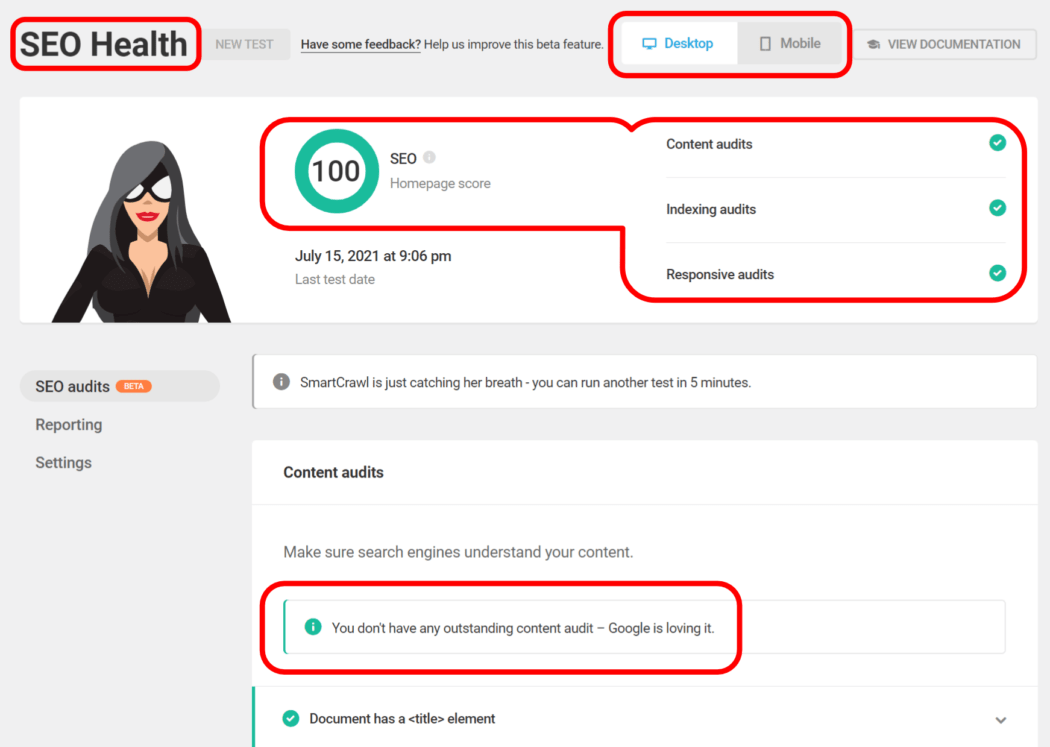 SEO Health
NEW TEST
Have some feedback? Help us improve this beta feature.
Desktop
Mobile
VIEW DOCUMENTATION
100
SEO
Homepage score
July 15, 2021 at 9:06 pm
Last test date
Content audits
Indexing audits
Responsive audits
SEO audits BETA
Reporting
Settings
SmartCrawl is just catching her breath - you can run another test in 5 minutes.
Content audits
Make sure search engines understand your content.
You don't have any outstanding content audit – Google is loving it.
Document has a <title> element